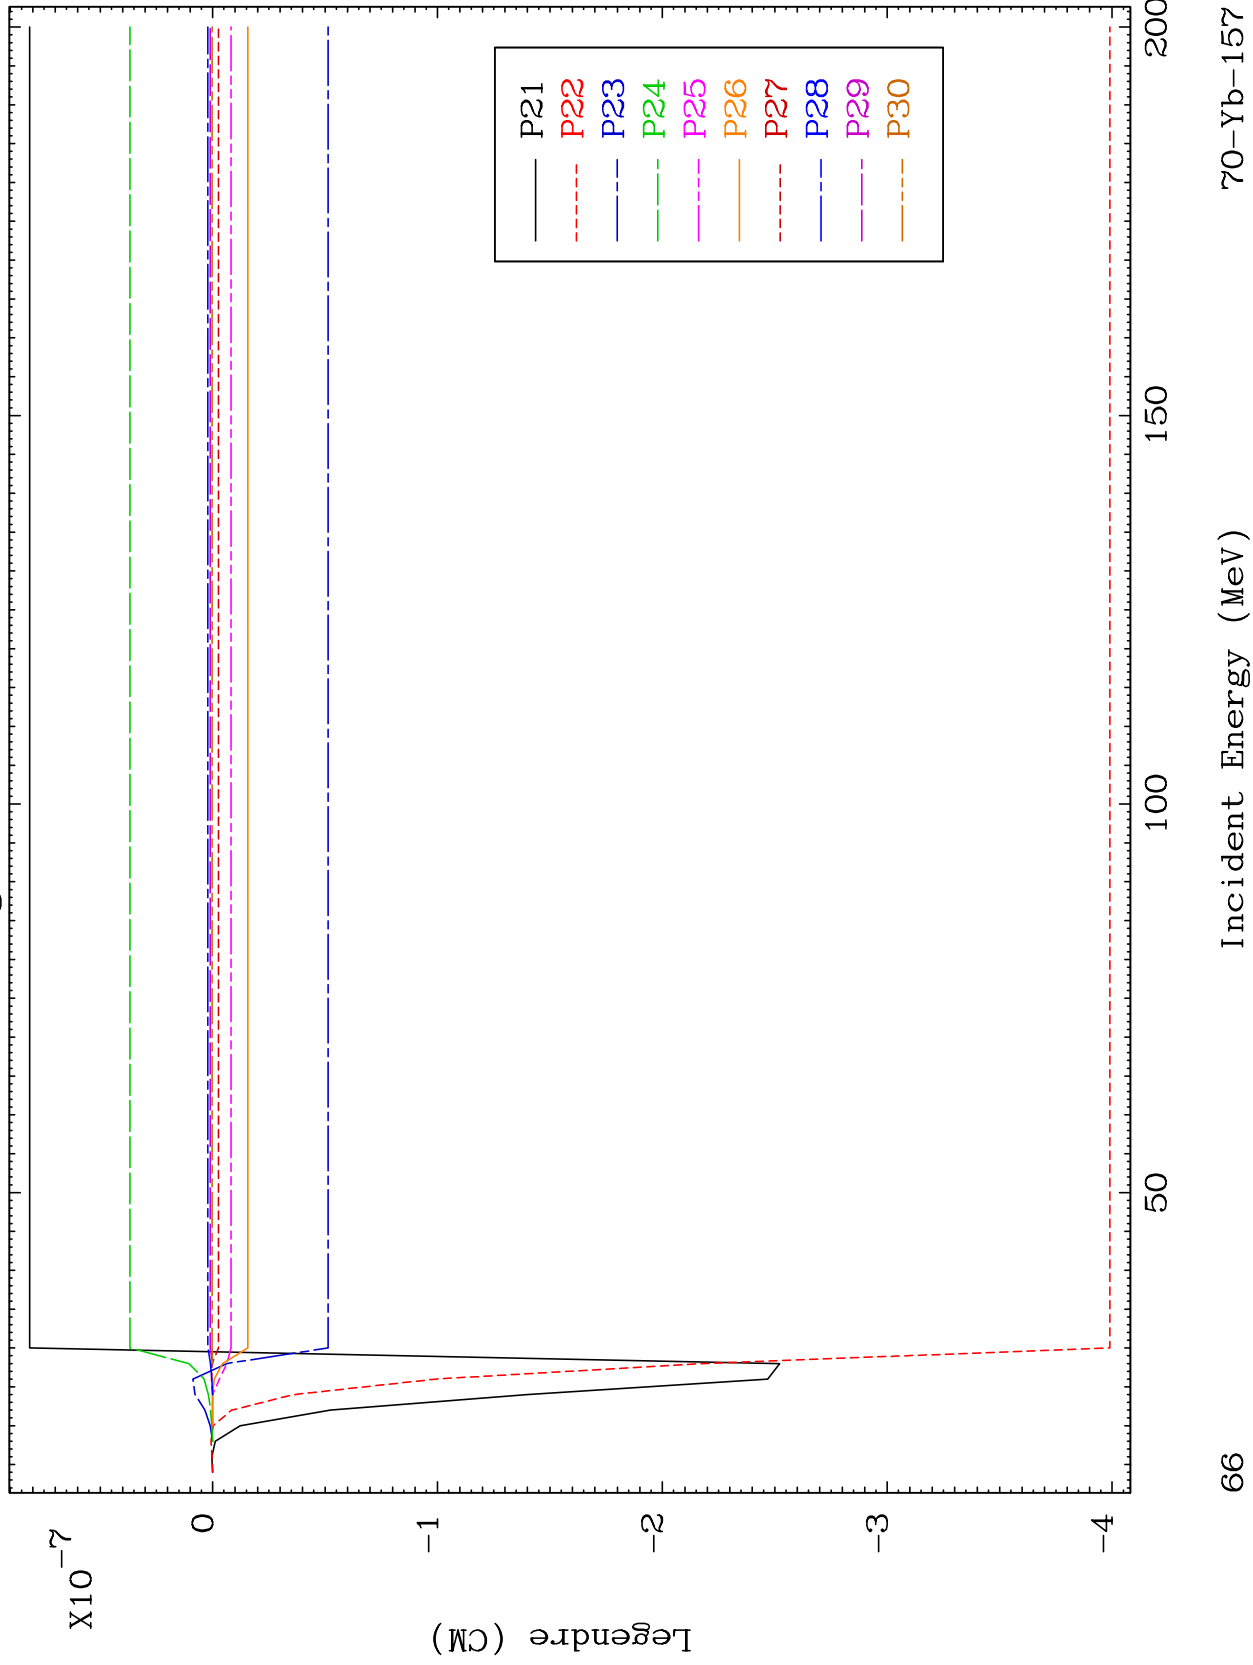 X10
-7
0
-1
-2
-3
-4
Legendre (CM)
P21
P22
P23
P24
P25
P26
P27
P28
P29
P30
50
100
150
200
Incident Energy (MeV)
66
70-Yb-157